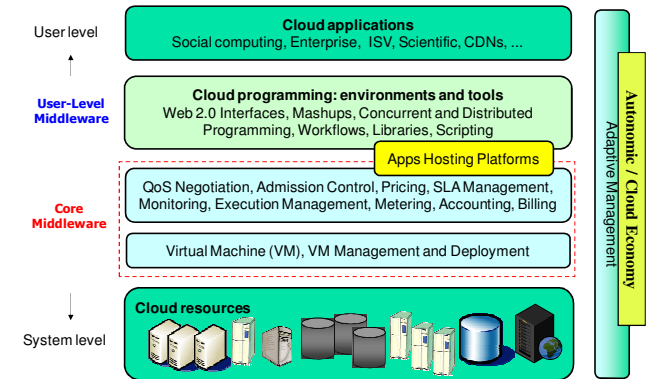 User level
Cloud applications
Social computing, Enterprise, ISV, Scientific, CDNs, ...
User-Level
Middleware
Cloud programming: environments and tools
Web 2.0 Interfaces, Mashups, Concurrent and Distributed
Programming, Workflows, Libraries, Scripting
Apps Hosting Platforms
Core
Middleware
QoS Negotiation, Admission Control, Pricing, SLA Management,
Monitoring, Execution Management, Metering, Accounting, Billing
Virtual Machine (VM), VM Management and Deployment
System level
Cloud resources
Adaptive Management
Autonomic / Cloud Economy